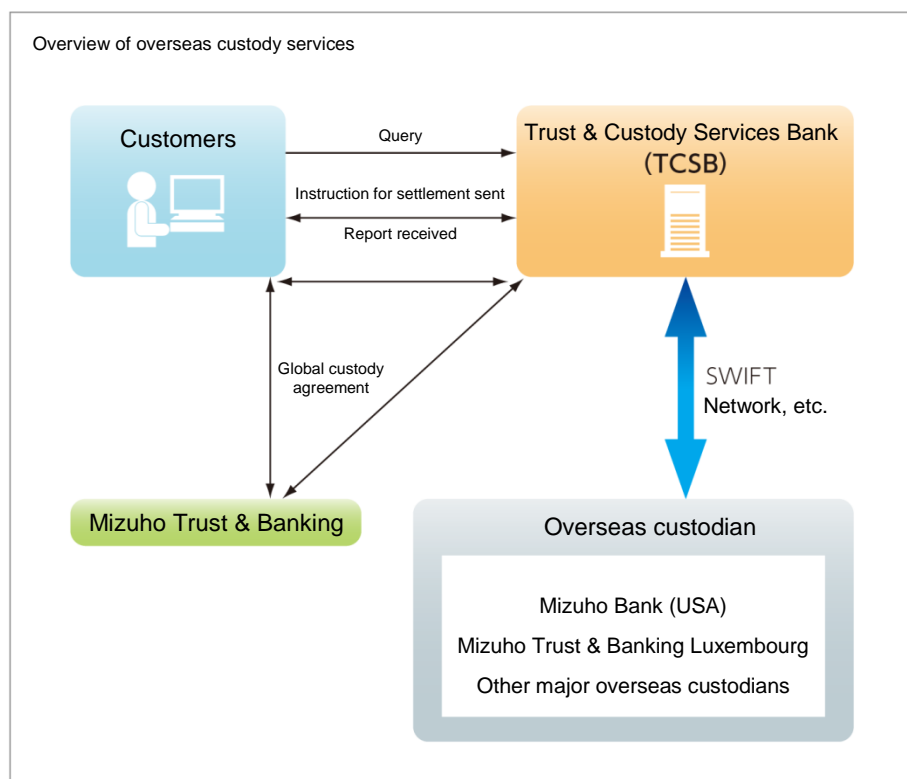 Overview of overseas custody services
Customers
Query
Trust & Custody Services Bank
(TCSB)
Instruction for settlement sent
Report received
Global custody
agreement
SWIFT
Network, etc.
Mizuho Trust & Banking
Overseas custodian
Mizuho Bank (USA)
Mizuho Trust & Banking Luxembourg
Other major overseas custodians